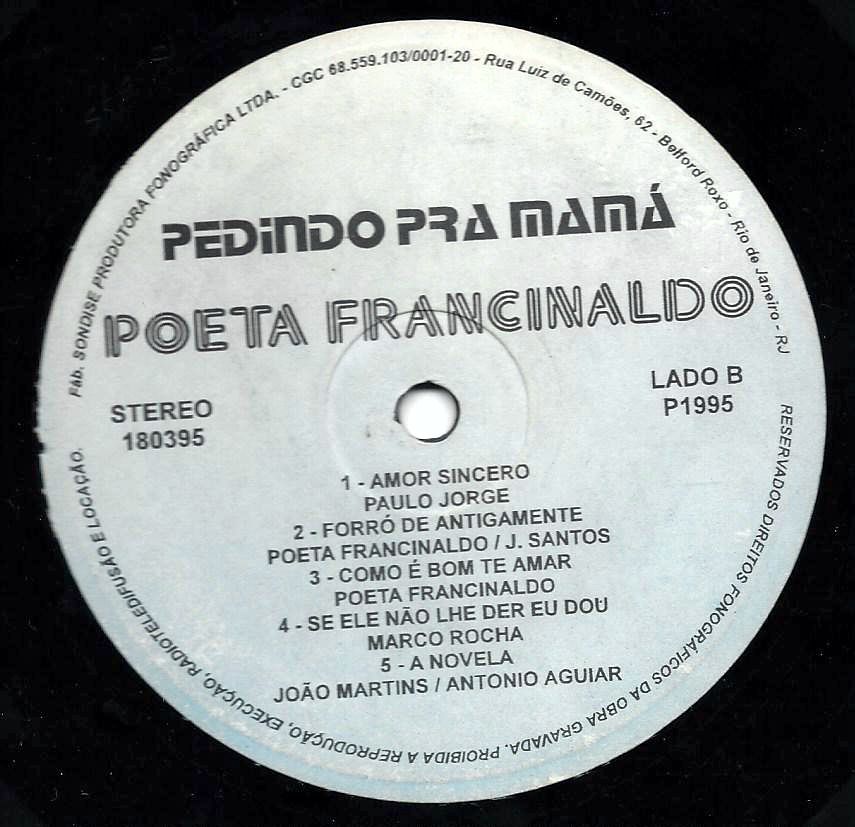 Fáb. SONDISE PRODUTORA FONOGRÁFICA LTDA. - CGC 68.559.103/0001-20 - Rua Luiz de Camões, 62 - Belford Roxo - Rio de Janeiro - RJ
PEDINDO PRA MAMÁ
POETA FRANCINALDO
STEREO
180395
LADO B
P1995
1 - AMOR SINCERO
PAULO JORGE
2 - FORRÓ DE ANTIGAMENTE
POETA FRANCINALDO / J. SANTOS
3 - COMO É BOM TE AMAR
POETA FRANCINALDO
4 - SE ELE NÃO LHE DER EU DOU
MARCO ROCHA
5 - A NOVELA
JOÃO MARTINS / ANTONIO AGUIAR
RESERVADOS DIREITOS FONOGRÁFICOS DA OBRA GRAVADA. PROIBIDA A REPRODUÇÃO, EXECUÇÃO, RADIOTELEDIFUSÃO E LOCAÇÃO.